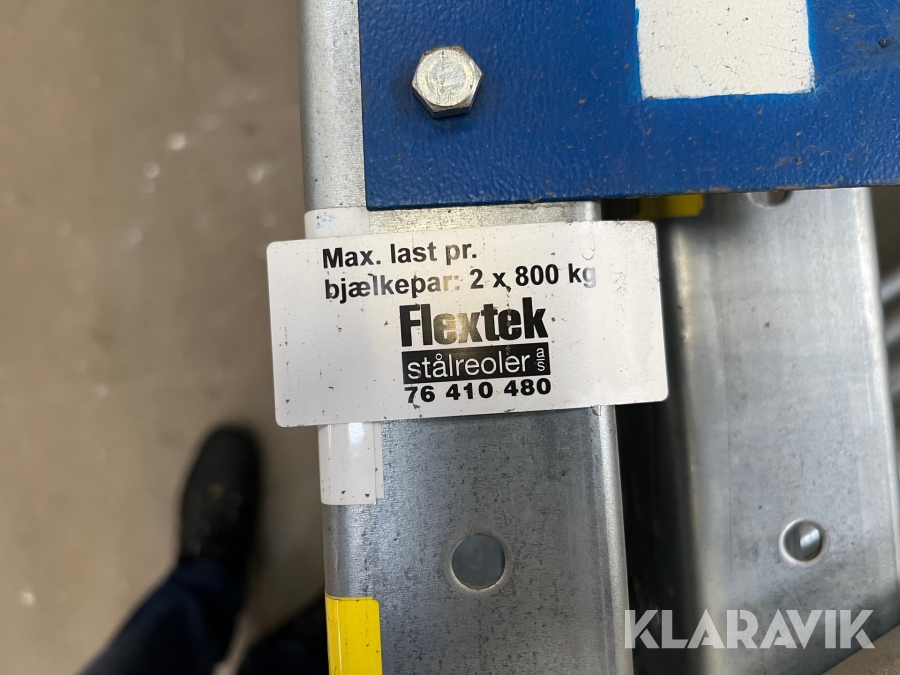 Max. last pr.
bjælkepar: 2 x 800 kg
Flextek
stålreoler a/s
76 410 480
KLARAVIK